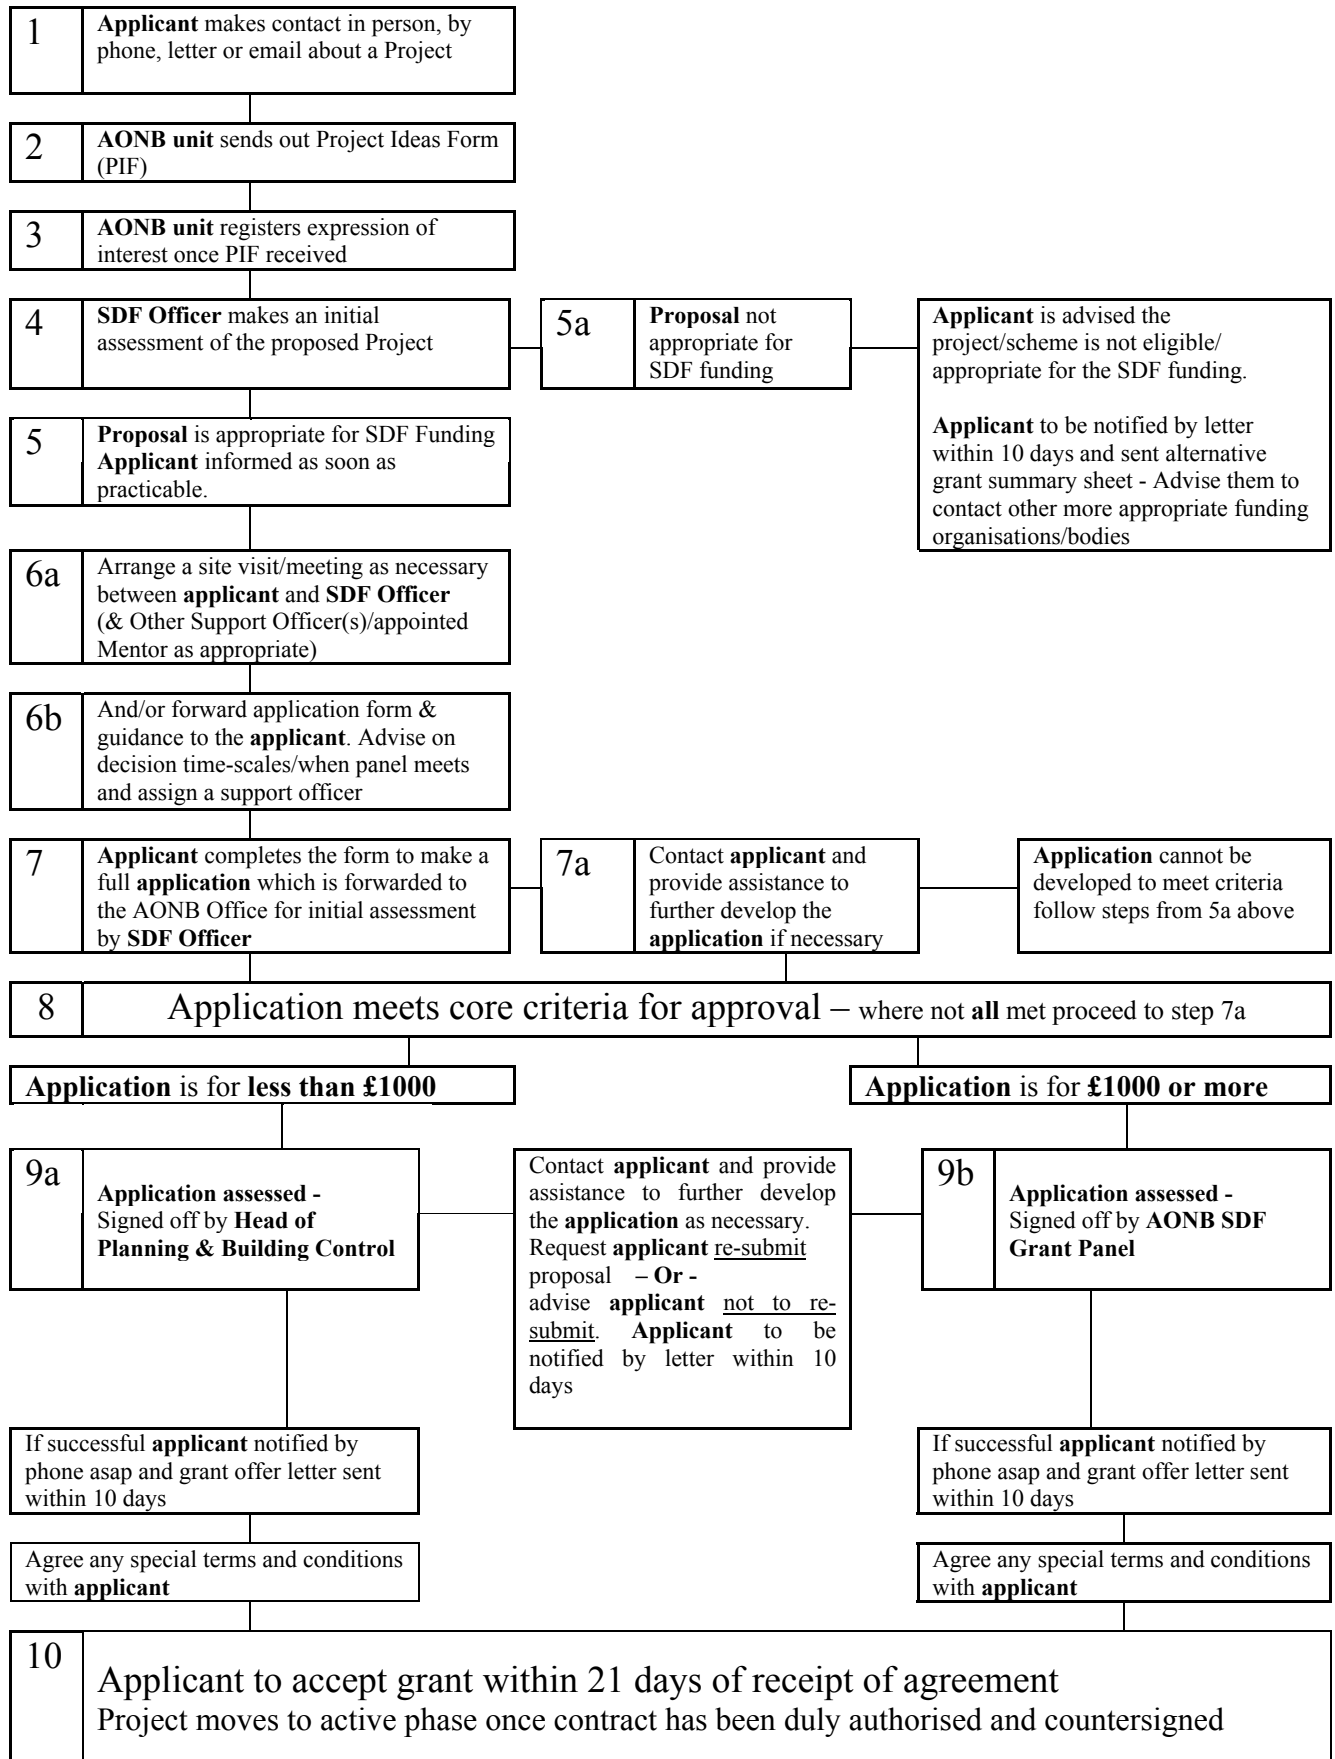 1
Applicant makes contact in person, by
phone, letter or email about a Project
2
AONB unit sends out Project Ideas Form
(PIF)
3
AONB unit registers expression of
interest once PIF received
4
SDF Officer makes an initial
assessment of the proposed Project
5a
Proposal not
appropriate for
SDF funding
Applicant is advised the
project/scheme is not eligible/
appropriate for the SDF funding.
Applicant to be notified by letter
within 10 days and sent alternative
grant summary sheet - Advise them to
contact other more appropriate funding
organisations/bodies
5
Proposal is appropriate for SDF Funding
Applicant informed as soon as
practicable.
6a
Arrange a site visit/meeting as necessary
between applicant and SDF Officer
(& Other Support Officer(s)/appointed
Mentor as appropriate)
6b
And/or forward application form &
guidance to the applicant. Advise on
decision time-scales/when panel meets
and assign a support officer
7
Applicant completes the form to make a
full application which is forwarded to
the AONB Office for initial assessment
by SDF Officer
7a
Contact applicant and
provide assistance to
further develop the
application if necessary
Application cannot be
developed to meet criteria
follow steps from 5a above
8
Application meets core criteria for approval – where not all met proceed to step 7a
Application is for less than £1000
Application is for £1000 or more
9a
Application assessed -
Signed off by Head of
Planning & Building Control
Contact applicant and provide
assistance to further develop
the application as necessary.
Request applicant re-submit
proposal – Or -
advise applicant not to re-
submit. Applicant to be
notified by letter within 10
days
9b
Application assessed -
Signed off by AONB SDF
Grant Panel
If successful applicant notified by
phone asap and grant offer letter sent
within 10 days
If successful applicant notified by
phone asap and grant offer letter sent
within 10 days
Agree any special terms and conditions
with applicant
Agree any special terms and conditions
with applicant
10
Applicant to accept grant within 21 days of receipt of agreement
Project moves to active phase once contract has been duly authorised and countersigned